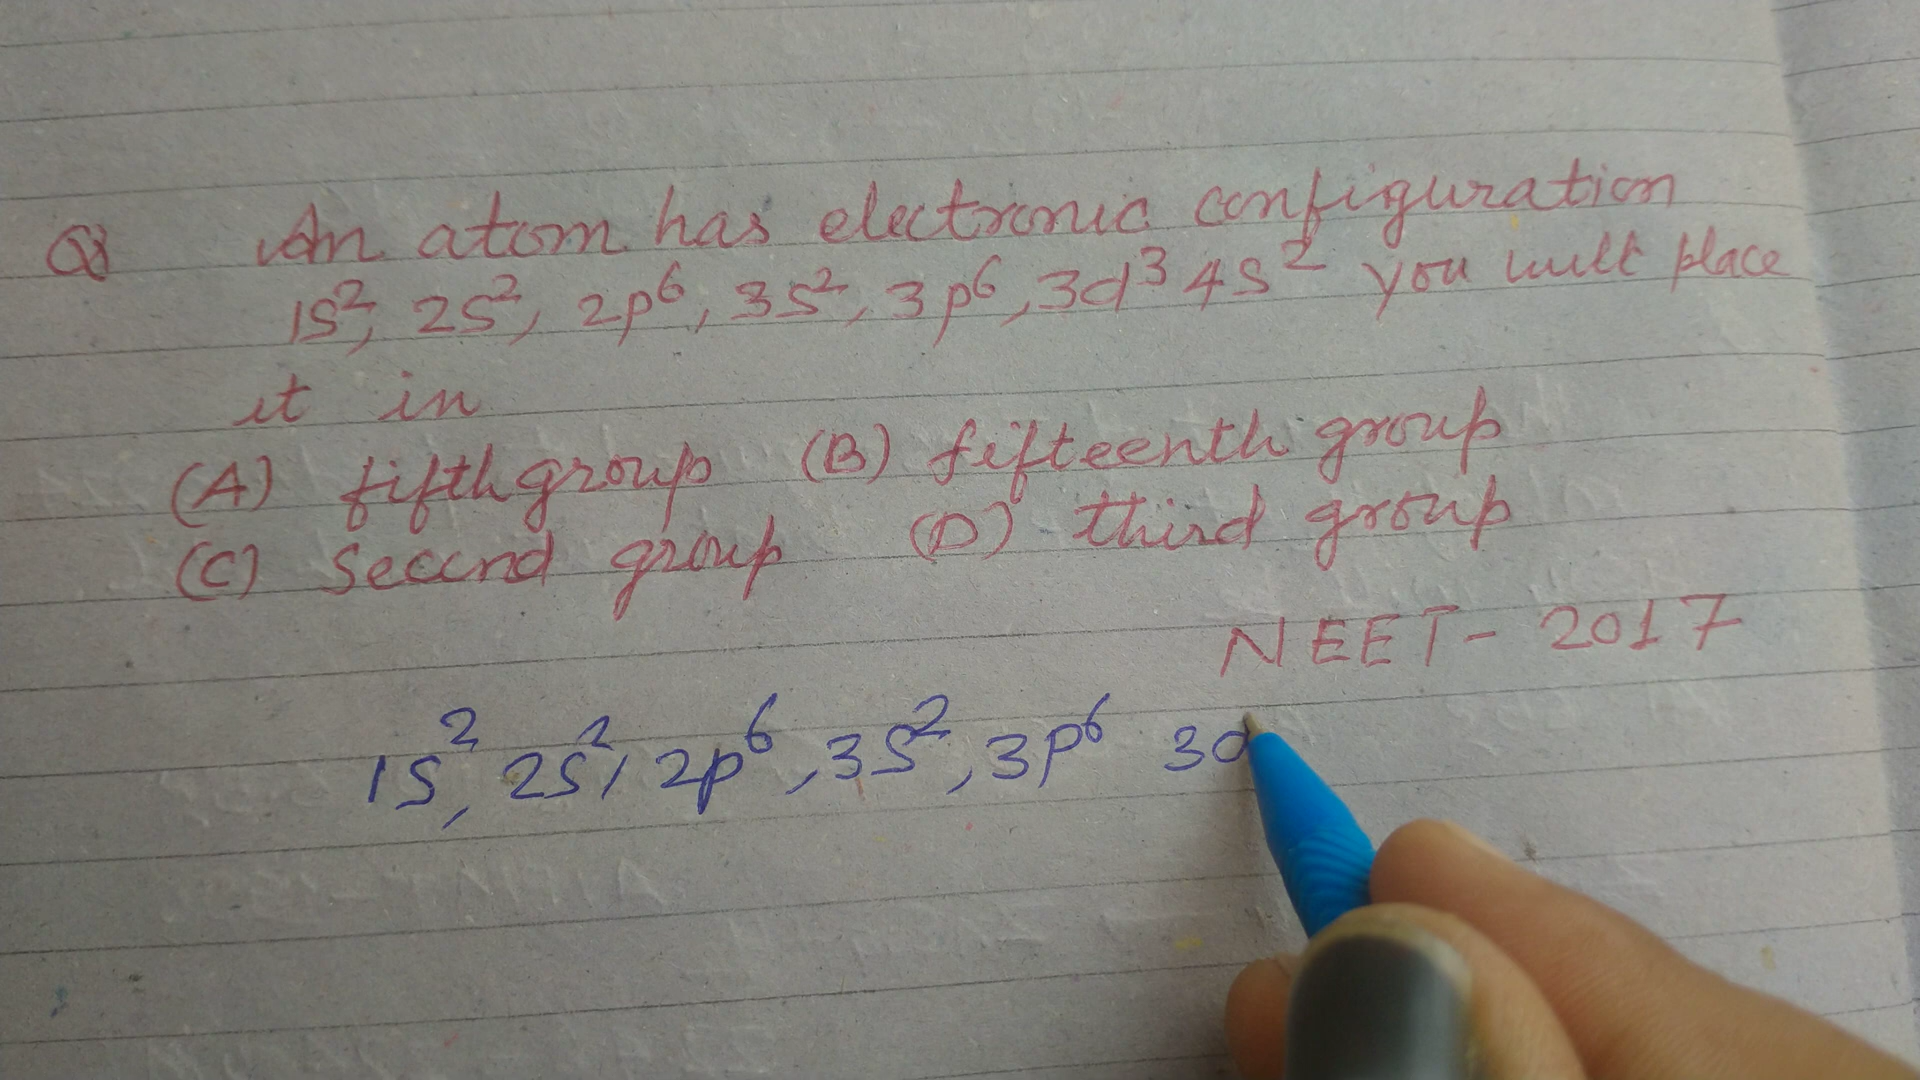 Q An atom has electronic configuration
1s², 2s², 2p⁶, 3s², 3p⁶, 3d³ 4s² you will place
it in
(A) fifth group (B) fifteenth group
(C) second group (D) third group
NEET- 2017
1s², 2s², 2p⁶, 3s², 3p⁶ 3d